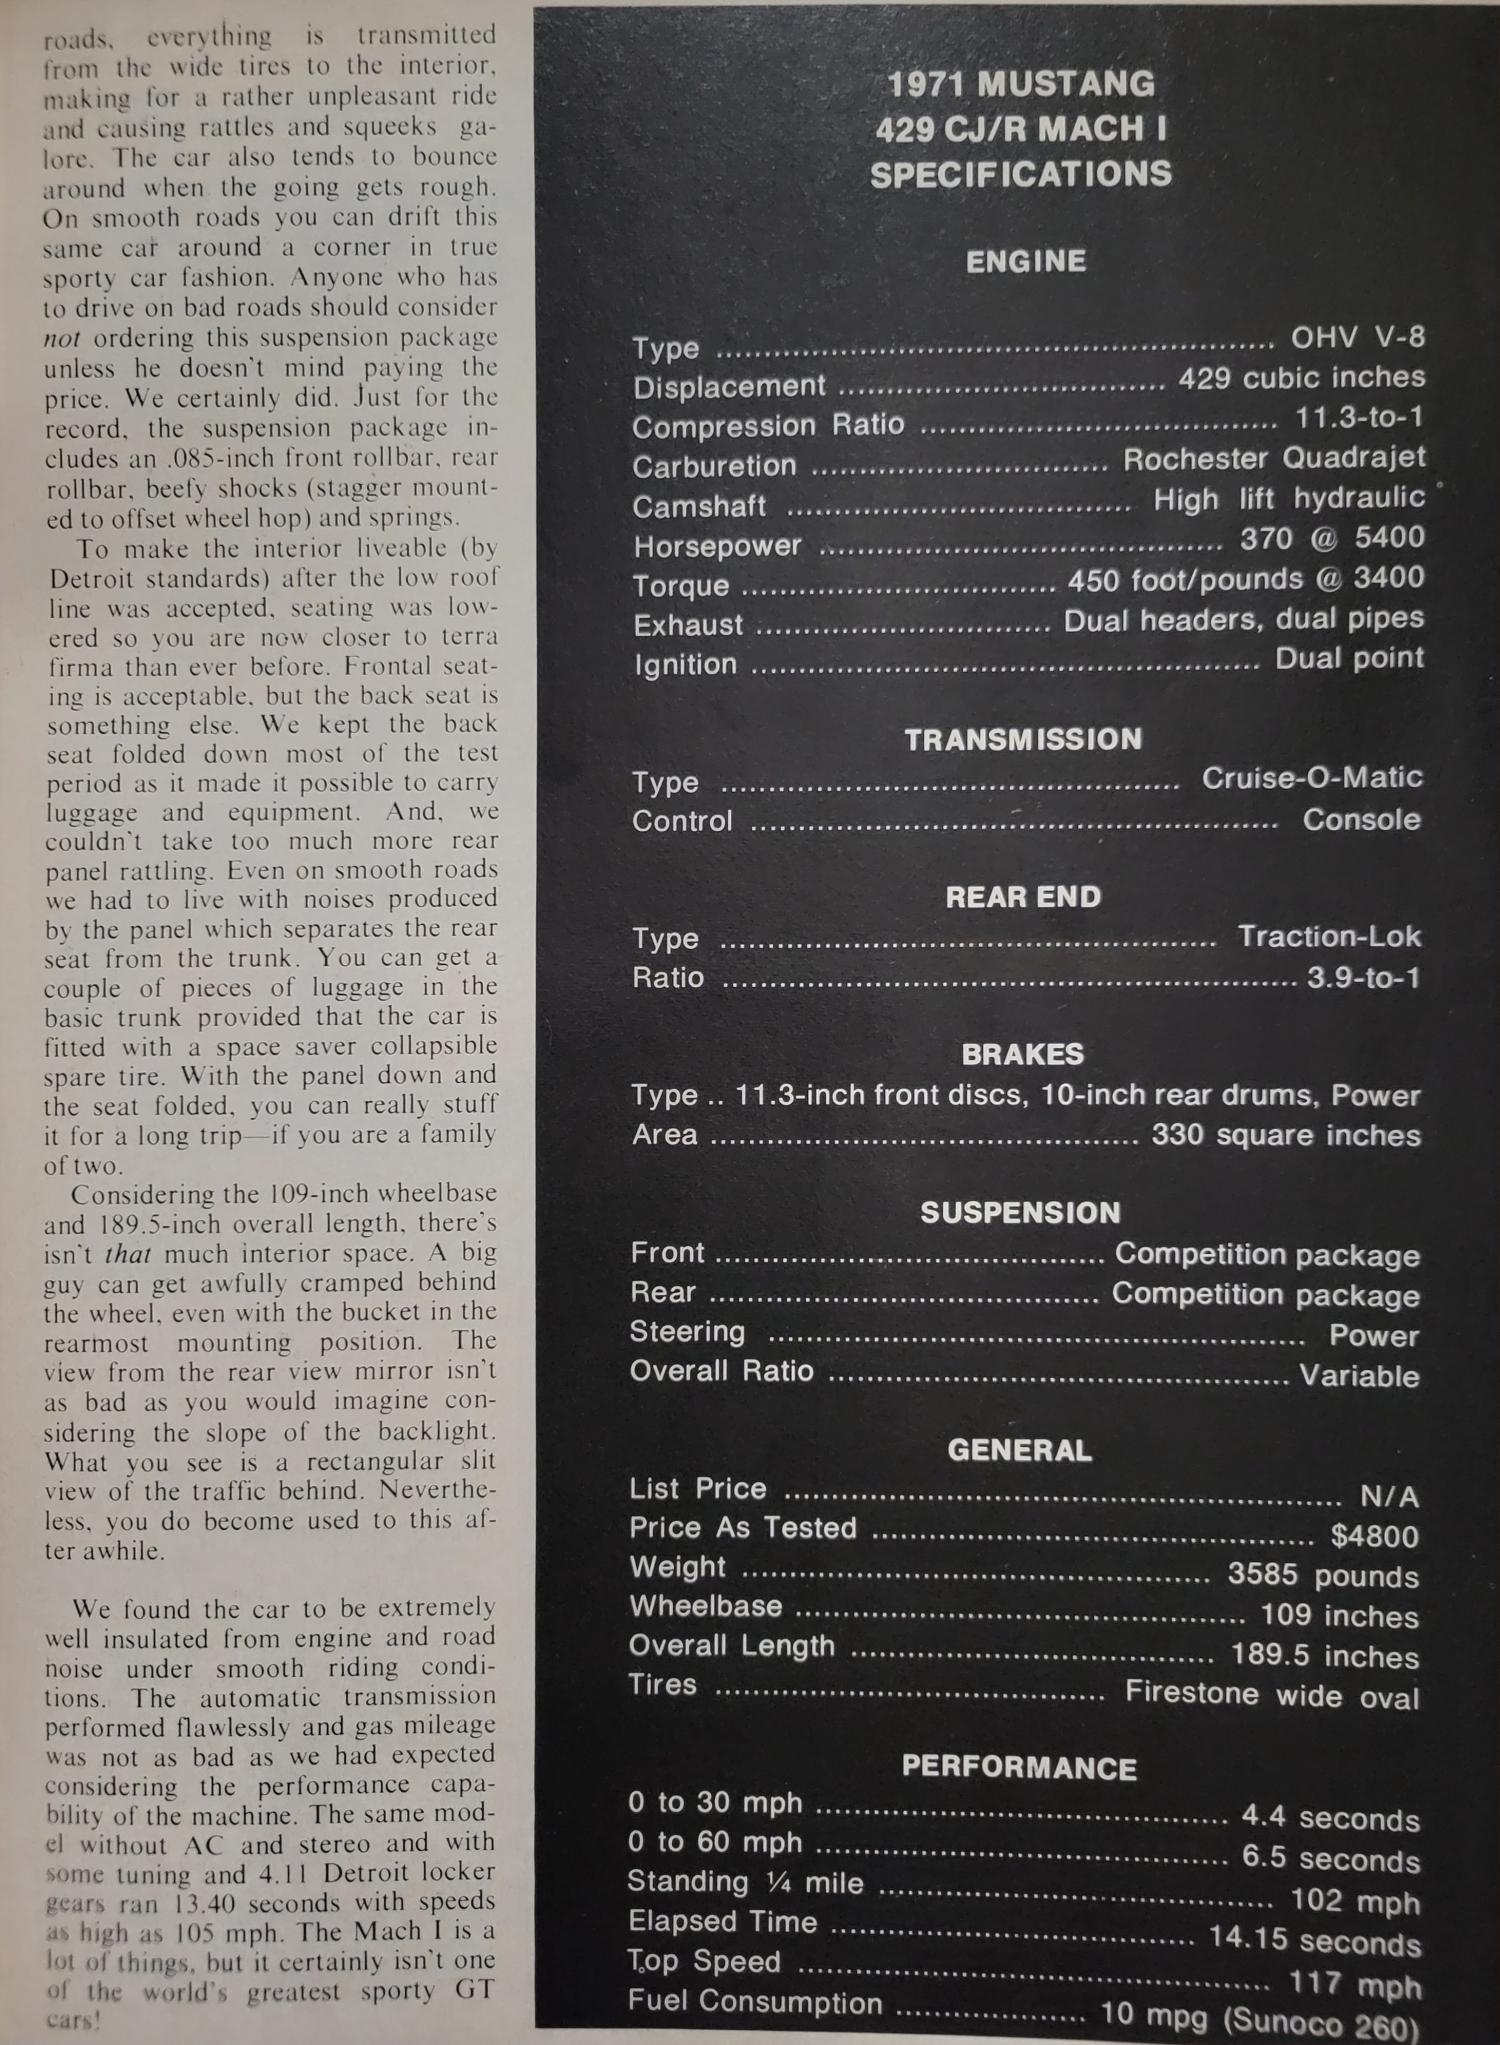 roads, everything is transmitted
from the wide tires to the interior,
making for a rather unpleasant ride
and causing rattles and squeeks ga-
lore. The car also tends to bounce
around when the going gets rough.
On smooth roads you can drift this
same car around a corner in true
sporty car fashion. Anyone who has
to drive on bad roads should consider
not ordering this suspension package
unless he doesn't mind paying the
price. We certainly did. Just for the
record, the suspension package in-
cludes an .085-inch front rollbar, rear
rollbar, beefy shocks (stagger mount-
ed to offset wheel hop) and springs.
To make the interior liveable (by
Detroit standards) after the low roof
line was accepted, seating was low-
ered so you are now closer to terra
firma than ever before. Frontal seat-
ing is acceptable, but the back seat is
something else. We kept the back
seat folded down most of the test
period as it made it possible to carry
luggage and equipment. And, we
couldn't take too much more rear
panel rattling. Even on smooth roads
we had to live with noises produced
by the panel which separates the rear
seat from the trunk. You can get a
couple of pieces of luggage in the
basic trunk provided that the car is
fitted with a space saver collapsible
spare tire. With the panel down and
the seat folded, you can really stuff
it for a long trip—if you are a family
of two.
Considering the 109-inch wheelbase
and 189.5-inch overall length, there's
isn't that much interior space. A big
guy can get awfully cramped behind
the wheel, even with the bucket in the
rearmost mounting position. The
view from the rear view mirror isn't
as bad as you would imagine con-
sidering the slope of the backlight.
What you see is a rectangular slit
view of the traffic behind. Neverthe-
less, you do become used to this af-
ter awhile.
We found the car to be extremely
well insulated from engine and road
noise under smooth riding condi-
tions. The automatic transmission
performed flawlessly and gas mileage
was not as bad as we had expected
considering the performance capa-
bility of the machine. The same mod-
el without AC and stereo and with
some tuning and 4.11 Detroit locker
gears ran 13.40 seconds with speeds
as high as 105 mph. The Mach I is a
lot of things, but it certainly isn't one
of the world's greatest sporty GT
cars!
1971 MUSTANG
429 CJ/R MACH I
SPECIFICATIONS
ENGINE
Type ........ OHV V-8
Displacement ........ 429 cubic inches
Compression Ratio ........ 11.3-to-1
Carburetion ........ Rochester Quadrajet
Camshaft ........ High lift hydraulic
Horsepower ........ 370 @ 5400
Torque ........ 450 foot/pounds @ 3400
Exhaust ........ Dual headers, dual pipes
Ignition ........ Dual point
TRANSMISSION
Type ........ Cruise-O-Matic
Control ........ Console
REAR END
Type ........ Traction-Lok
Ratio ........ 3.9-to-1
BRAKES
Type .. 11.3-inch front discs, 10-inch rear drums, Power
Area ........ 330 square inches
SUSPENSION
Front ........ Competition package
Rear ........ Competition package
Steering ........ Power
Overall Ratio ........ Variable
GENERAL
List Price ........ N/A
Price As Tested ........ $4800
Weight ........ 3585 pounds
Wheelbase ........ 109 inches
Overall Length ........ 189.5 inches
Tires ........ Firestone wide oval
PERFORMANCE
0 to 30 mph ........ 4.4 seconds
0 to 60 mph ........ 6.5 seconds
Standing ¼ mile ........ 102 mph
Elapsed Time ........ 14.15 seconds
Top Speed ........ 117 mph
Fuel Consumption ........ 10 mpg (Sunoco 260)